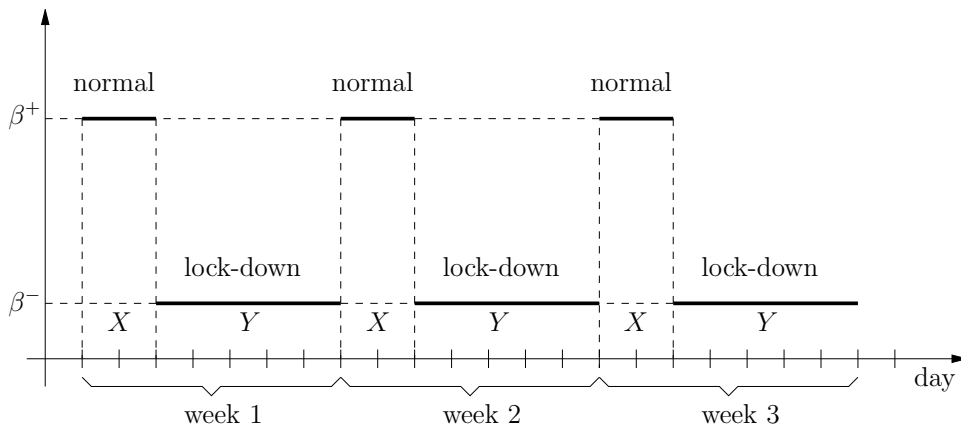 normal normal normal
β⁺
lock-down lock-down lock-down
β⁻
X Y X Y X Y
day
week 1 week 2 week 3